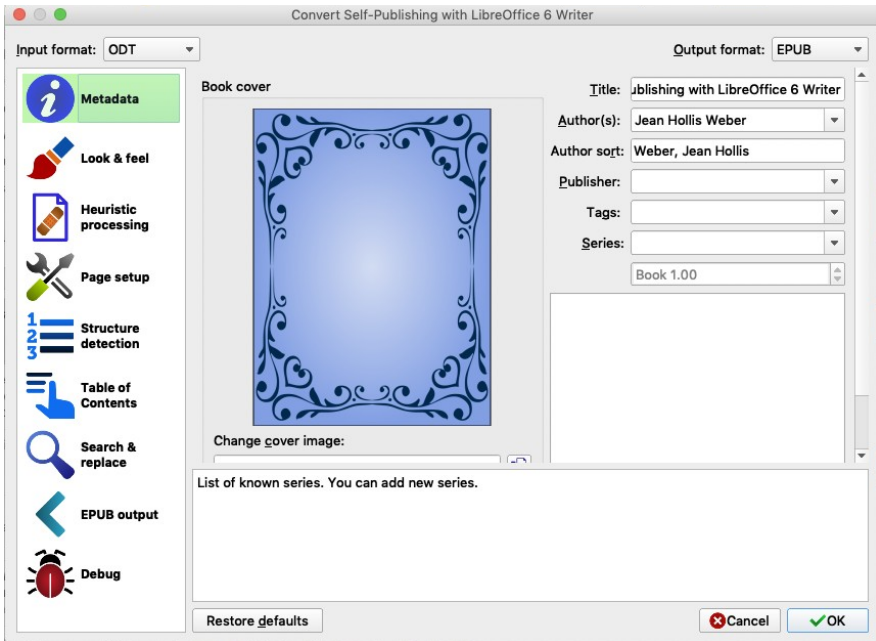 Convert Self-Publishing with LibreOffice 6 Writer
Input format: ODT
Output format: EPUB
Metadata
Look & feel
Heuristic
processing
Page setup
1
2
3
Structure
detection
Table of
Contents
Search &
replace
EPUB output
Debug
Book cover
Change cover image:
Title: ublishing with LibreOffice 6 Writer
Author(s): Jean Hollis Weber
Author sort: Weber, Jean Hollis
Publisher:
Tags:
Series:
Book 1.00
List of known series. You can add new series.
Restore defaults
Cancel
OK